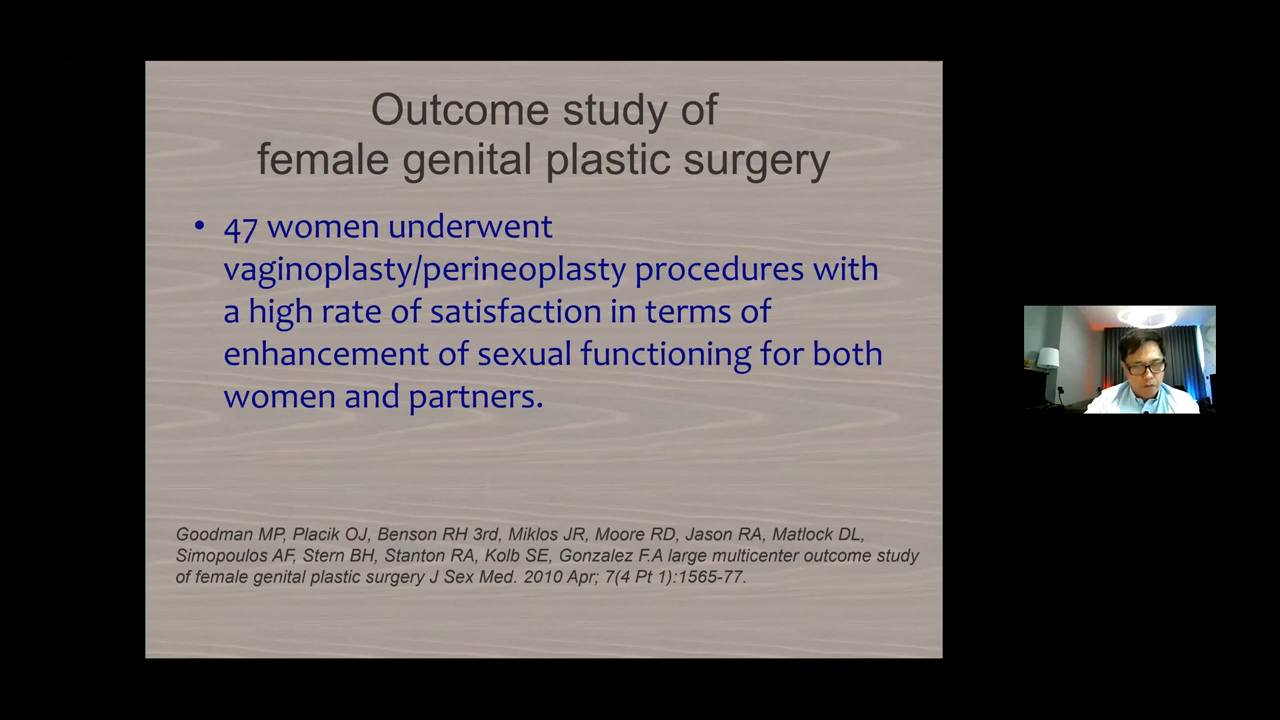 Outcome study of
female genital plastic surgery
• 47 women underwent
vaginoplasty/perineoplasty procedures with
a high rate of satisfaction in terms of
enhancement of sexual functioning for both
women and partners.
Goodman MP, Placik OJ, Benson RH 3rd, Miklos JR, Moore RD, Jason RA, Matlock DL,
Simopoulos AF, Stern BH, Stanton RA, Kolb SE, Gonzalez F.A large multicenter outcome study
of female genital plastic surgery J Sex Med. 2010 Apr; 7(4 Pt 1):1565-77.